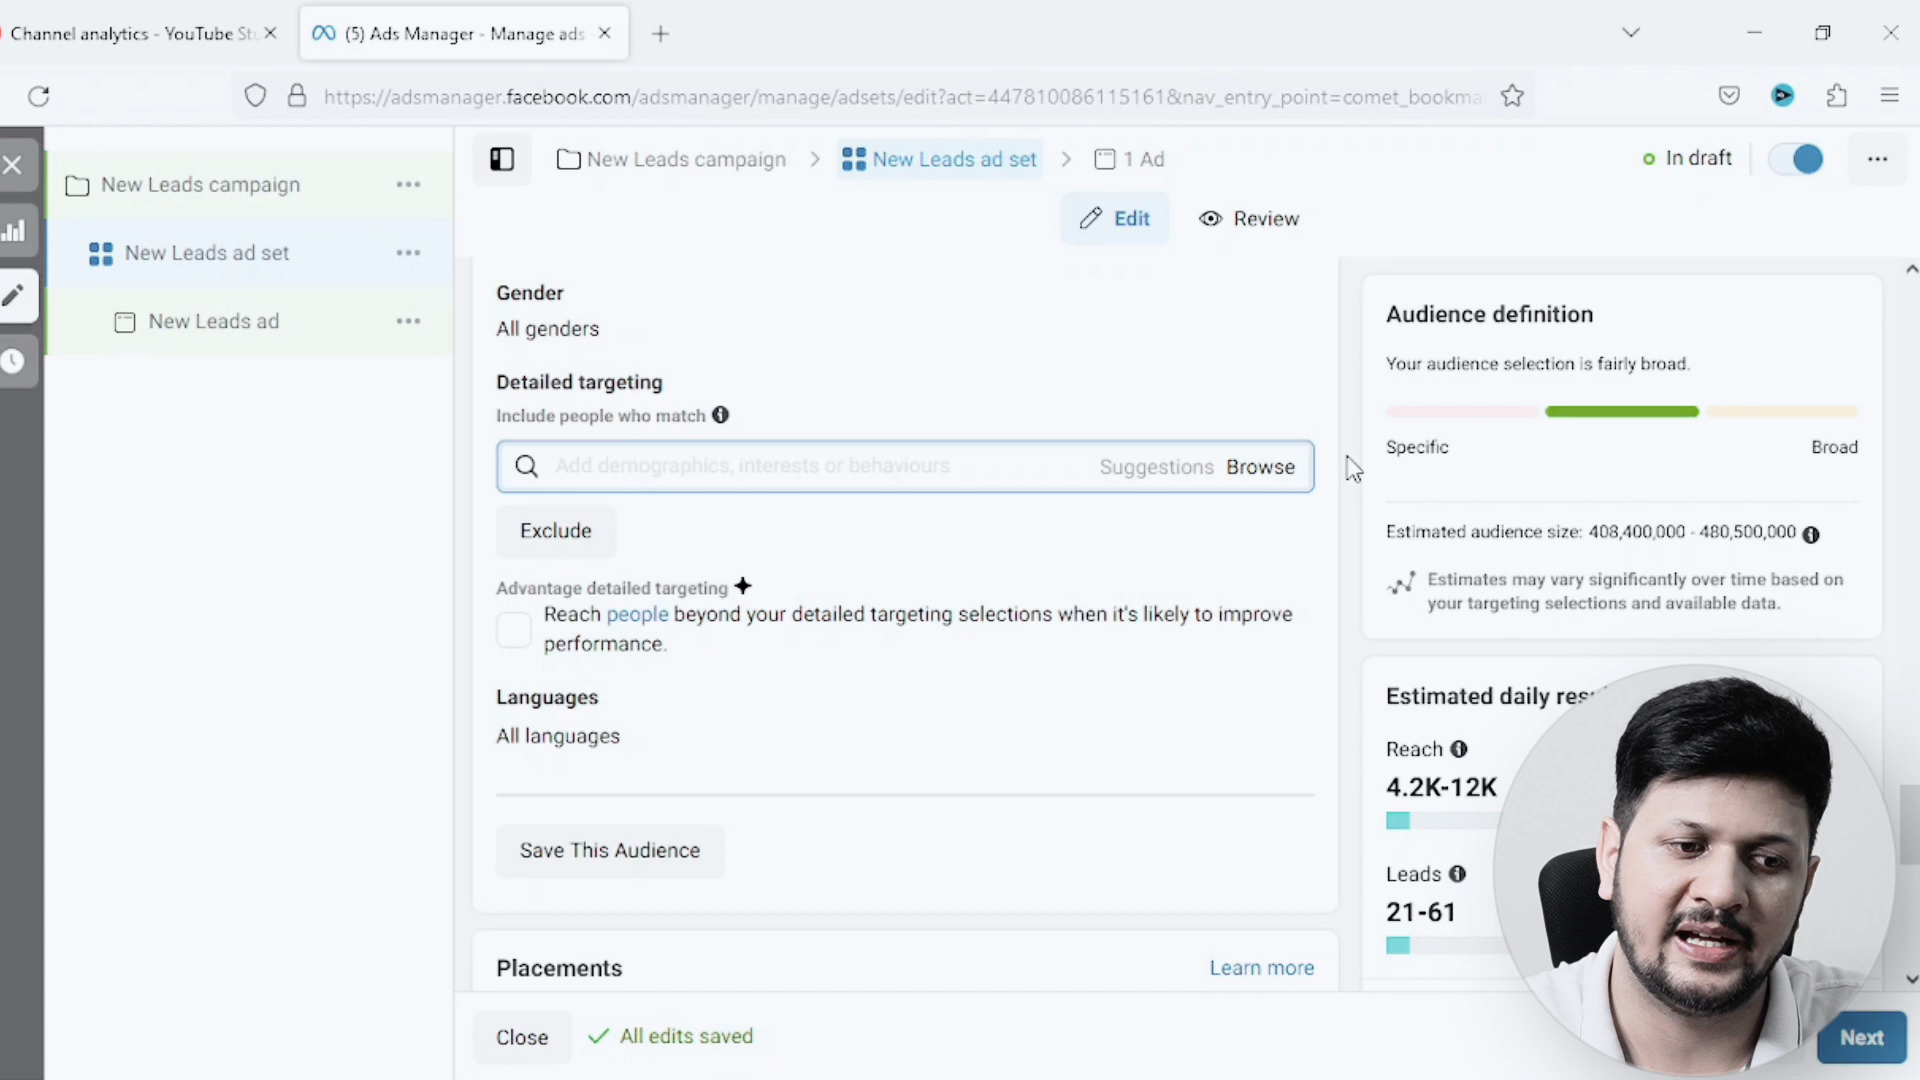 Channel analytics - YouTube St
(5) Ads Manager - Manage ads
https://adsmanager.facebook.com/adsmanager/manage/adsets/edit?act=447810086115161&nav_entry_point=comet_bookma
New Leads campaign
New Leads ad set
New Leads ad
New Leads campaign > New Leads ad set > 1 Ad
In draft
Edit
Review
Gender
All genders
Detailed targeting
Include people who match
Add demographics, interests or behaviours
Suggestions Browse
Exclude
Advantage detailed targeting
Reach people beyond your detailed targeting selections when it's likely to improve
performance.
Languages
All languages
Save This Audience
Placements
Learn more
Close
All edits saved
Audience definition
Your audience selection is fairly broad.
Specific
Broad
Estimated audience size: 408,400,000 - 480,500,000
Estimates may vary significantly over time based on
your targeting selections and available data.
Estimated daily res
Reach
4.2K-12K
Leads
21-61
Next